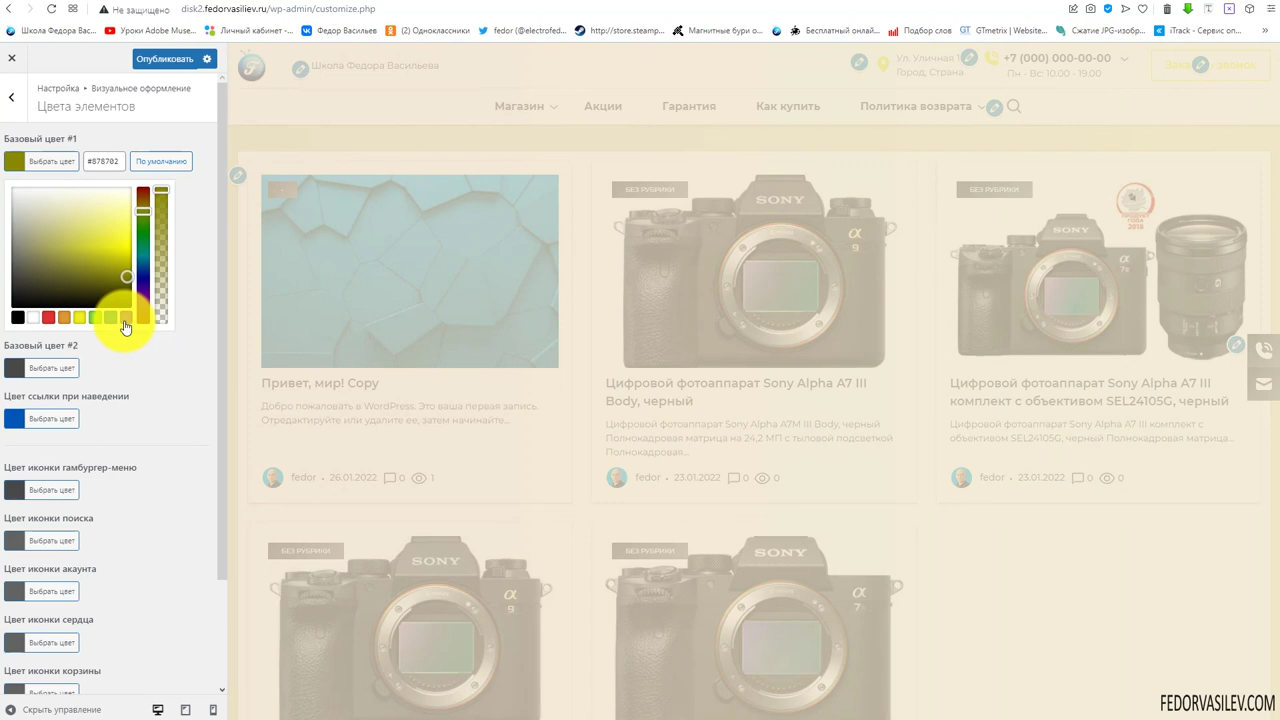 Не защищено
disk2.fedorvasiliev.ru/wp-admin/customize.php
Школа Федора Васи...
Уроки Adobe Muse...
Личный кабинет -...
Федор Васильев
(2) Одноклассники
fedor (@electrofed...
http://store.steamp...
Магнитные бури о...
Бесплатный онлай...
Подбор слов
GTmetrix | Website...
Сжатие JPG-изобр...
iTrack - Сервис оп...
Опубликовать
Настройка ▸ Визуальное оформление
Цвета элементов
Базовый цвет #1
Выбрать цвет
#878702
По умолчанию
Базовый цвет #2
Выбрать цвет
Цвет ссылки при наведении
Выбрать цвет
Цвет иконки гамбургер-меню
Выбрать цвет
Цвет иконки поиска
Выбрать цвет
Цвет иконки акаунта
Выбрать цвет
Цвет иконки сердца
Выбрать цвет
Цвет иконки корзины
Выбрать цвет
Скрыть управление
Школа Федора Васильева
Ул. Уличная 1
Город, Страна
+7 (000) 000-00-00
Пн - Вс: 10.00 - 19.00
звонок
Магазин
Акции
Гарантия
Как купить
Политика возврата
Привет, мир! Copy
Добро пожаловать в WordPress. Это ваша первая запись.
Отредактируйте или удалите ее, затем начинайте...
fedor • 26.01.2022 0 1
БЕЗ РУБРИКИ
SONY
α
9
Цифровой фотоаппарат Sony Alpha A7 III
Body, черный
Цифровой фотоаппарат Sony Alpha A7M III Body, черный
Полнокадровая матрица на 24,2 МП с тыловой подсветкой
Полнокадровая...
fedor • 23.01.2022 0 0
БЕЗ РУБРИКИ
ПРОДУКТ
ГОДА
2018
SONY
α
Цифровой фотоаппарат Sony Alpha A7 III
комплект с объективом SEL24105G, черный
Цифровой фотоаппарат Sony Alpha A7 III комплект с
объективом SEL24105G, черный Полнокадровая матрица...
fedor • 23.01.2022 0 0
БЕЗ РУБРИКИ
SONY
α
9
БЕЗ РУБРИКИ
SONY
α
7
FEDORVASILEV.COM